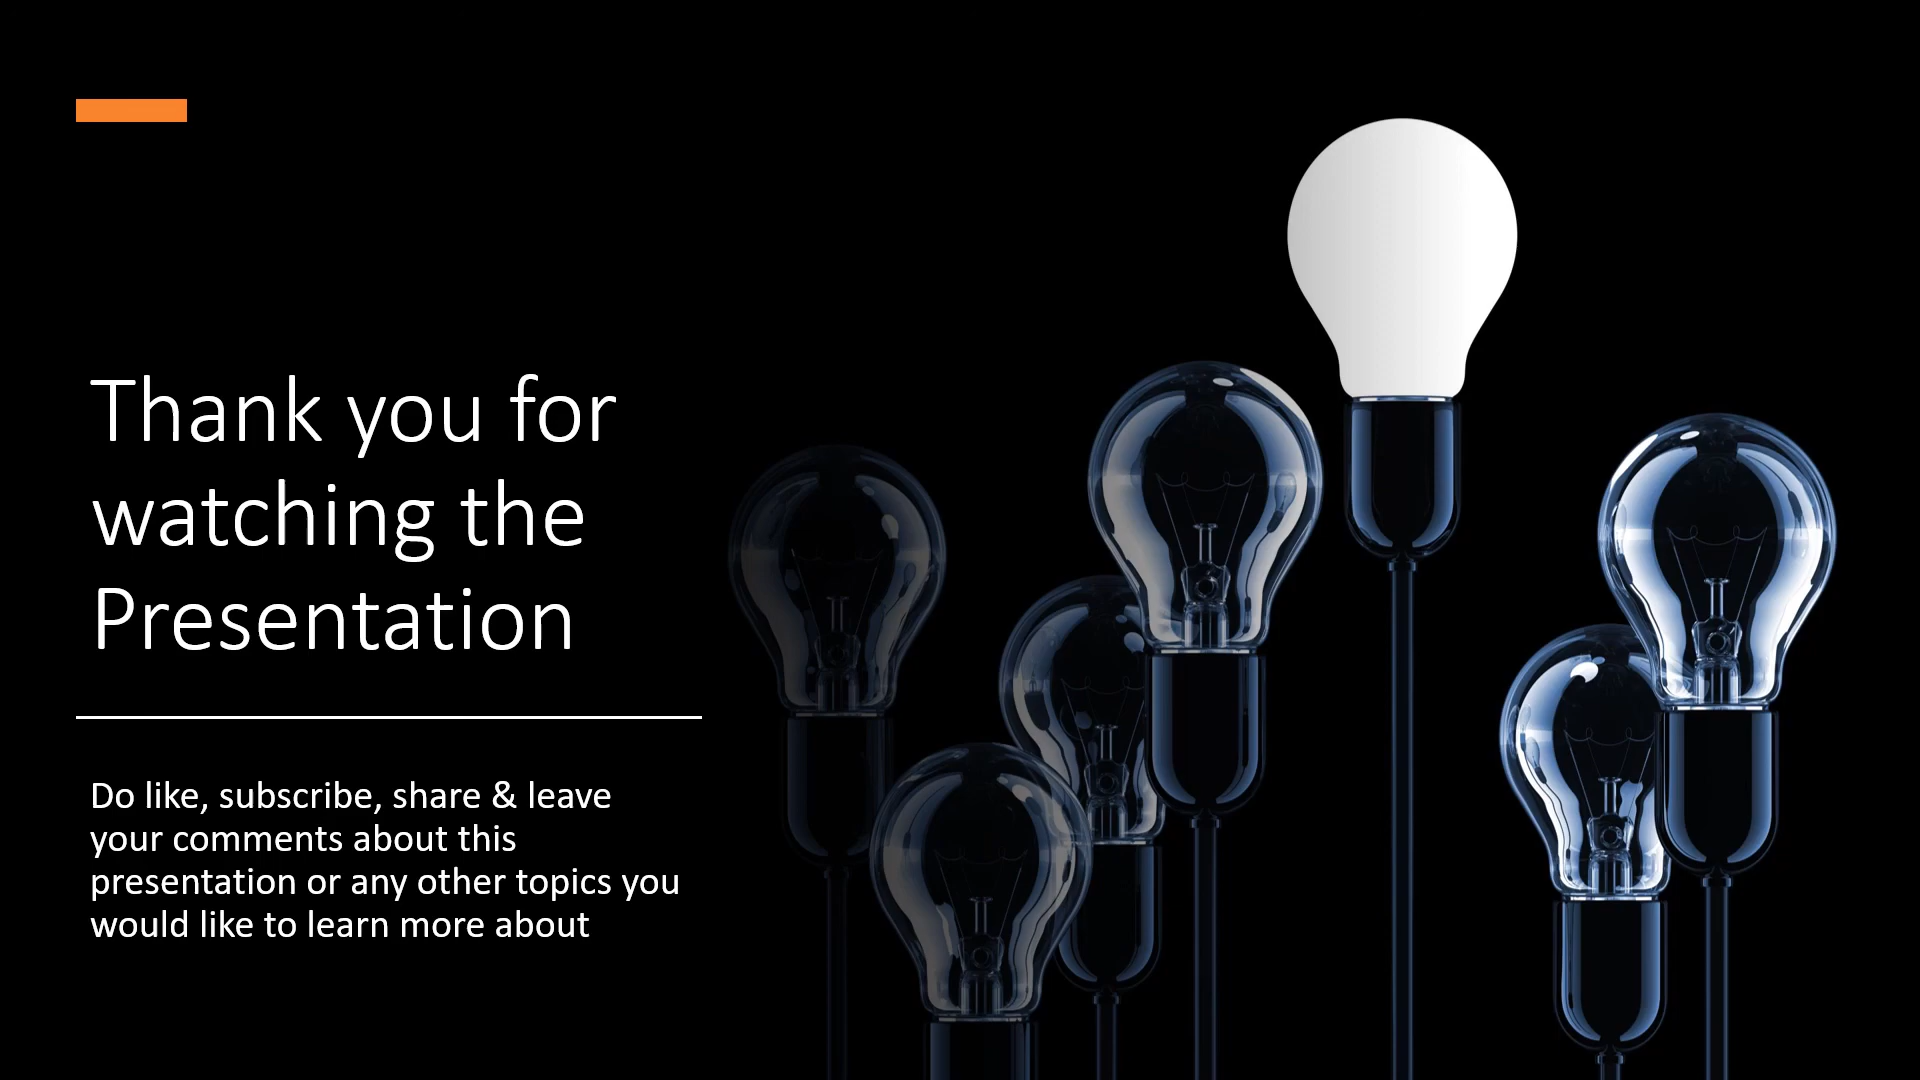 Thank you for
watching the
Presentation
Do like, subscribe, share & leave
your comments about this
presentation or any other topics you
would like to learn more about